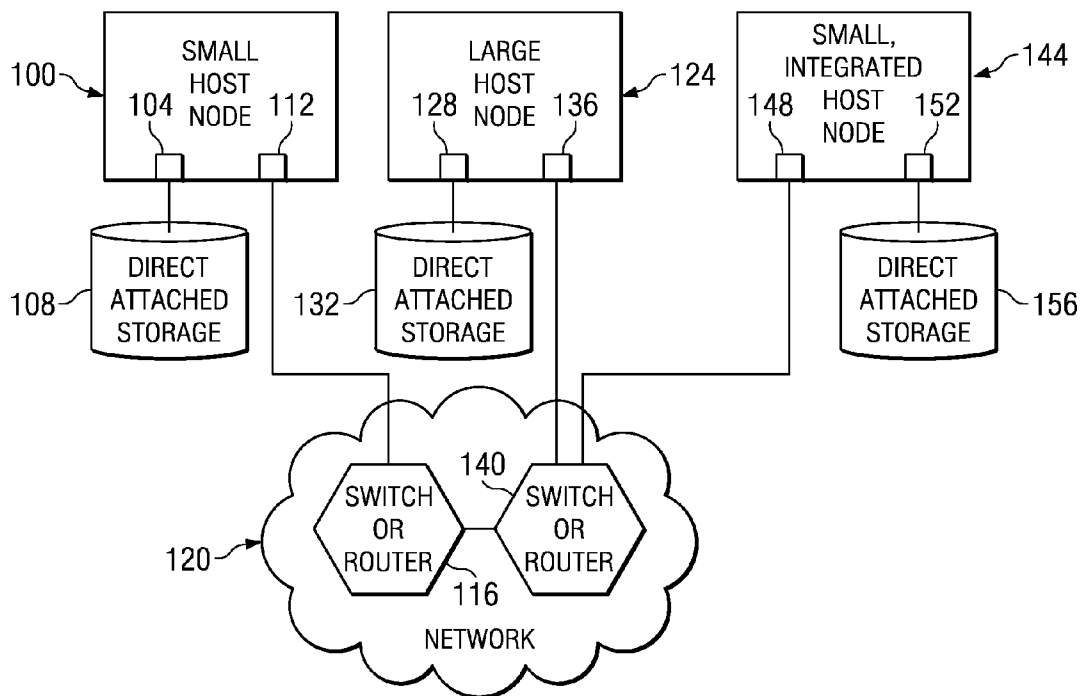 100
SMALL
HOST
NODE
104
112
LARGE
HOST
NODE
128
136
124
SMALL,
INTEGRATED
HOST
NODE
148
152
144
108
DIRECT
ATTACHED
STORAGE
132
DIRECT
ATTACHED
STORAGE
DIRECT
ATTACHED
STORAGE
156
120
SWITCH
OR
ROUTER
116
140
SWITCH
OR
ROUTER
NETWORK